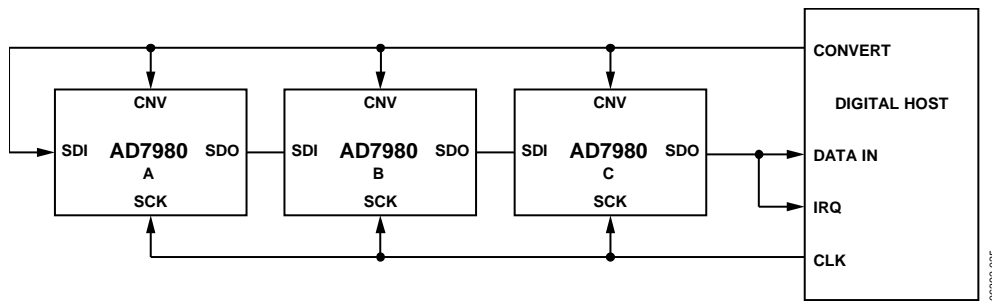 CONVERT
CNV
CNV
CNV
DIGITAL HOST
SDI AD7980 SDO
A
SCK
SDI AD7980 SDO
B
SCK
SDI AD7980 SDO
C
SCK
DATA IN
IRQ
CLK